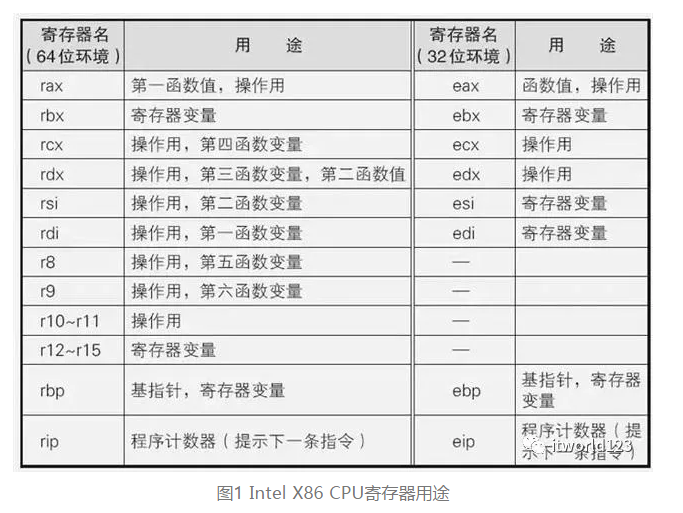 寄存器名 用 途 寄存器名 用 途
(64位环境) (32位环境)
rax 第一函数值，操作用 eax 函数值，操作用
rbx 寄存器变量 ebx 寄存器变量
rcx 操作用，第四函数变量 ecx 操作用
rdx 操作用，第三函数变量，第二函数值 edx 操作用
rsi 操作用，第二函数变量 esi 寄存器变量
rdi 操作用，第一函数变量 edi 寄存器变量
r8 操作用，第五函数变量 —
r9 操作用，第六函数变量 —
r10~r11 操作用 —
r12~r15 寄存器变量 —
rbp 基指针，寄存器变量 ebp 基指针，寄存器
变量
rip 程序计数器（提示下一条指令） eip 程序计数器（提
示下一条指令）
itworld123
图1 Intel X86 CPU寄存器用途